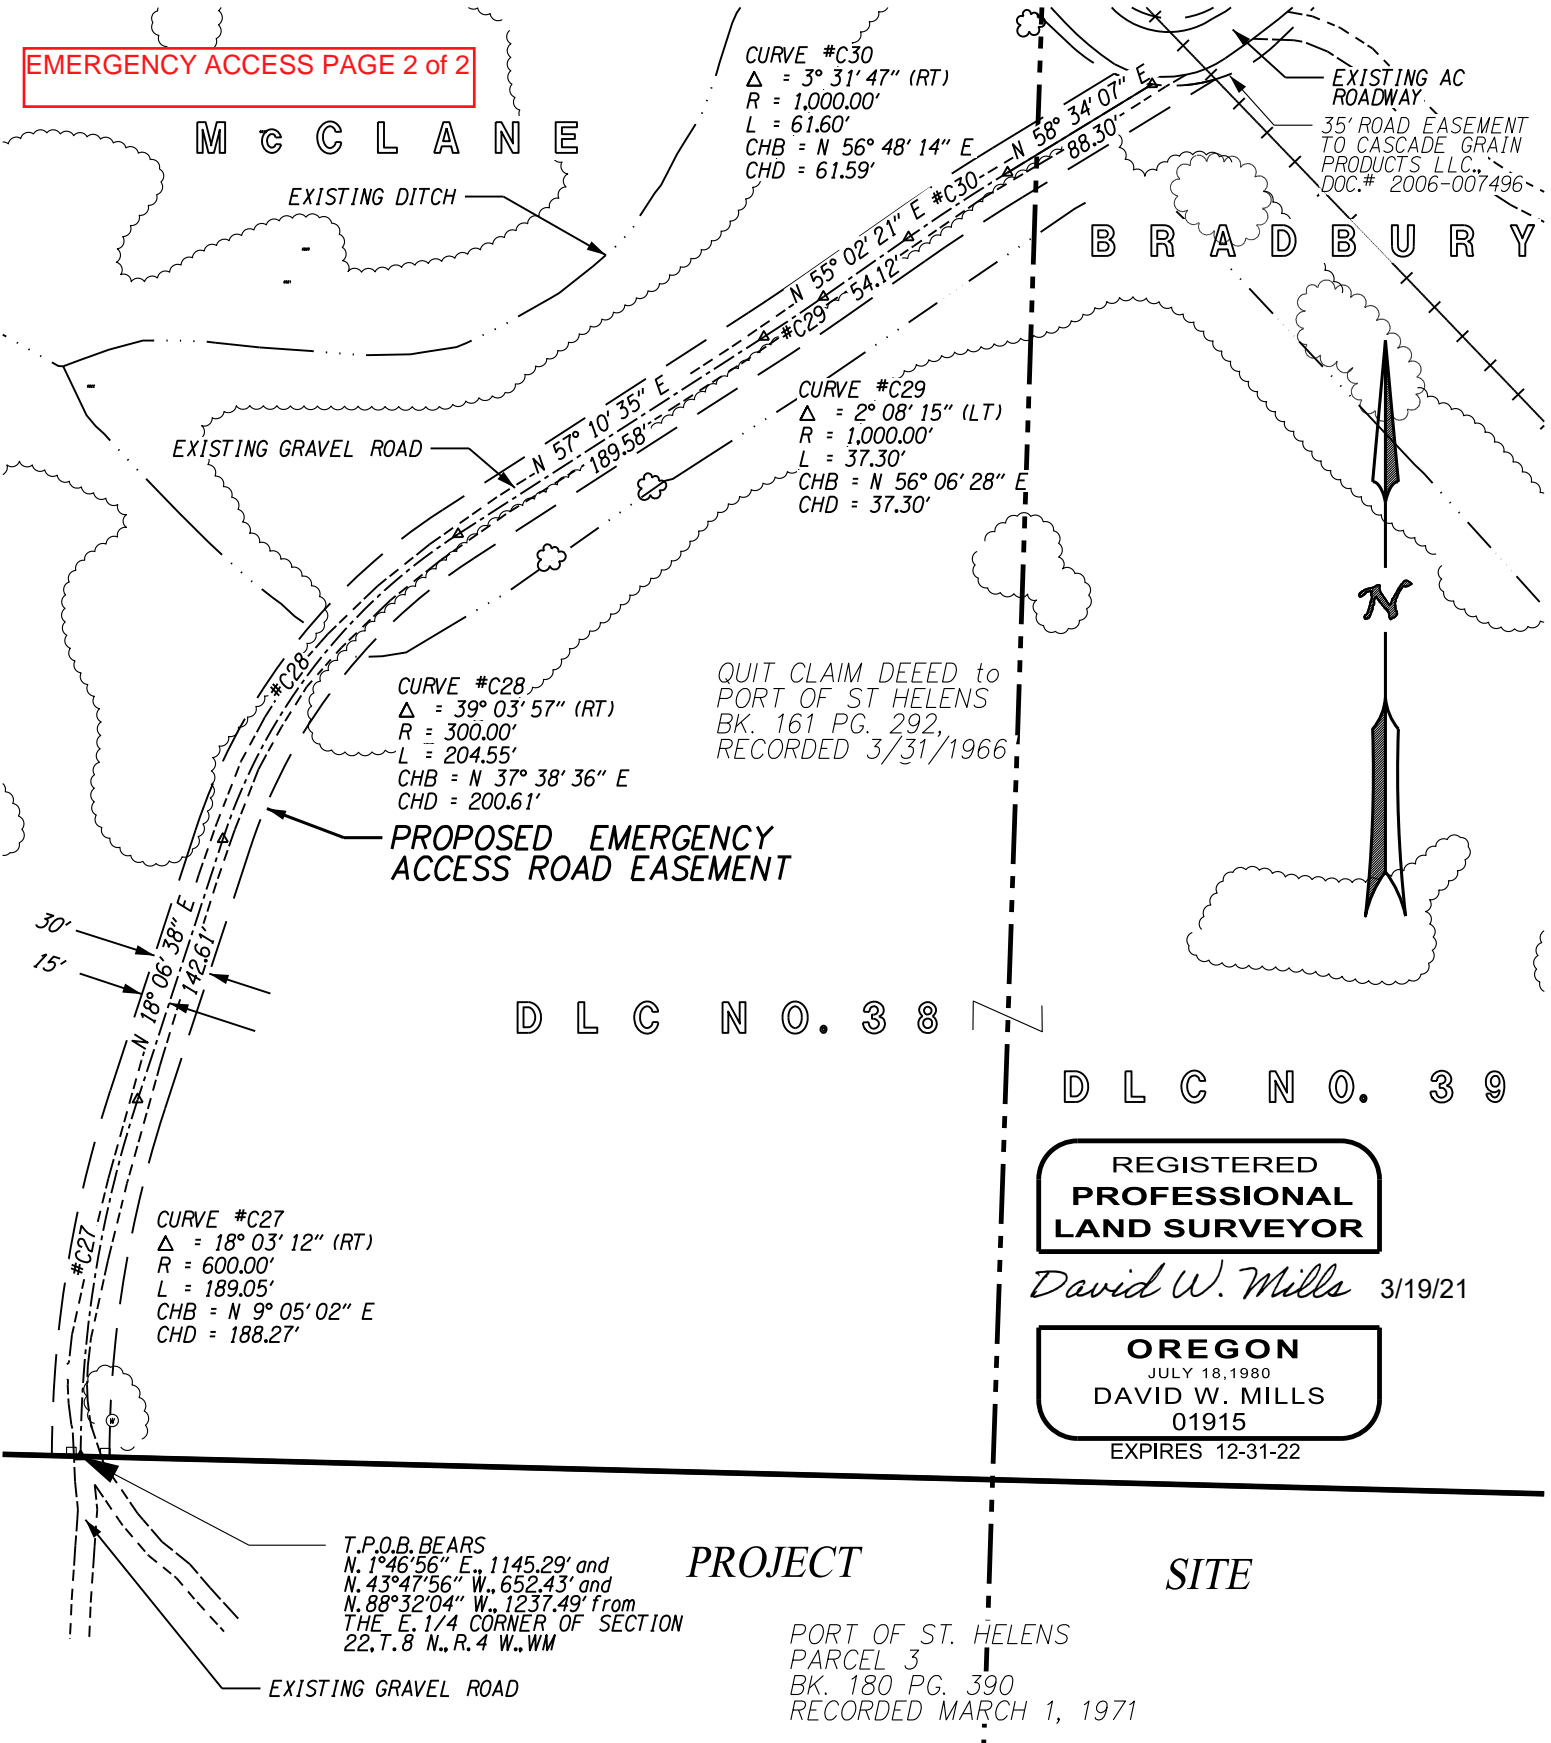 EMERGENCY ACCESS PAGE 2 of 2
McCLANE
EXISTING DITCH
CURVE #C30
Δ = 3° 31' 47" (RT)
R = 1,000.00'
L = 61.60'
CHB = N 56° 48' 14" E
CHD = 61.59'
EXISTING AC
ROADWAY
35' ROAD EASEMENT
TO CASCADE GRAIN
PRODUCTS LLC.,
DOC.# 2006-007496
BRADBURY
N 58° 34' 07" E
88.30'
#C30
N 55° 02' 21" E
54.12'
#C29
CURVE #C29
Δ = 2° 08' 15" (LT)
R = 1,000.00'
L = 37.30'
CHB = N 56° 06' 28" E
CHD = 37.30'
N 57° 10' 35" E
189.58'
EXISTING GRAVEL ROAD
N
#C28
CURVE #C28
Δ = 39° 03' 57" (RT)
R = 300.00'
L = 204.55'
CHB = N 37° 38' 36" E
CHD = 200.61'
QUIT CLAIM DEEED to
PORT OF ST HELENS
BK. 161 PG. 292,
RECORDED 3/31/1966
PROPOSED EMERGENCY
ACCESS ROAD EASEMENT
30'
15'
N 18° 06' 38" E
142.61'
DLC NO. 38
DLC NO. 39
#C27
CURVE #C27
Δ = 18° 03' 12" (RT)
R = 600.00'
L = 189.05'
CHB = N 9° 05' 02" E
CHD = 188.27'
REGISTERED
PROFESSIONAL
LAND SURVEYOR
David W. Mills 3/19/21
OREGON
JULY 18,1980
DAVID W. MILLS
01915
EXPIRES 12-31-22
W
T.P.O.B. BEARS
N. 1°46'56" E., 1145.29' and
N. 43°47'56" W., 652.43' and
N. 88°32'04" W., 1237.49' from
THE E. 1/4 CORNER OF SECTION
22, T. 8 N., R. 4 W., WM
EXISTING GRAVEL ROAD
PROJECT SITE
PORT OF ST. HELENS
PARCEL 3
BK. 180 PG. 390
RECORDED MARCH 1, 1971